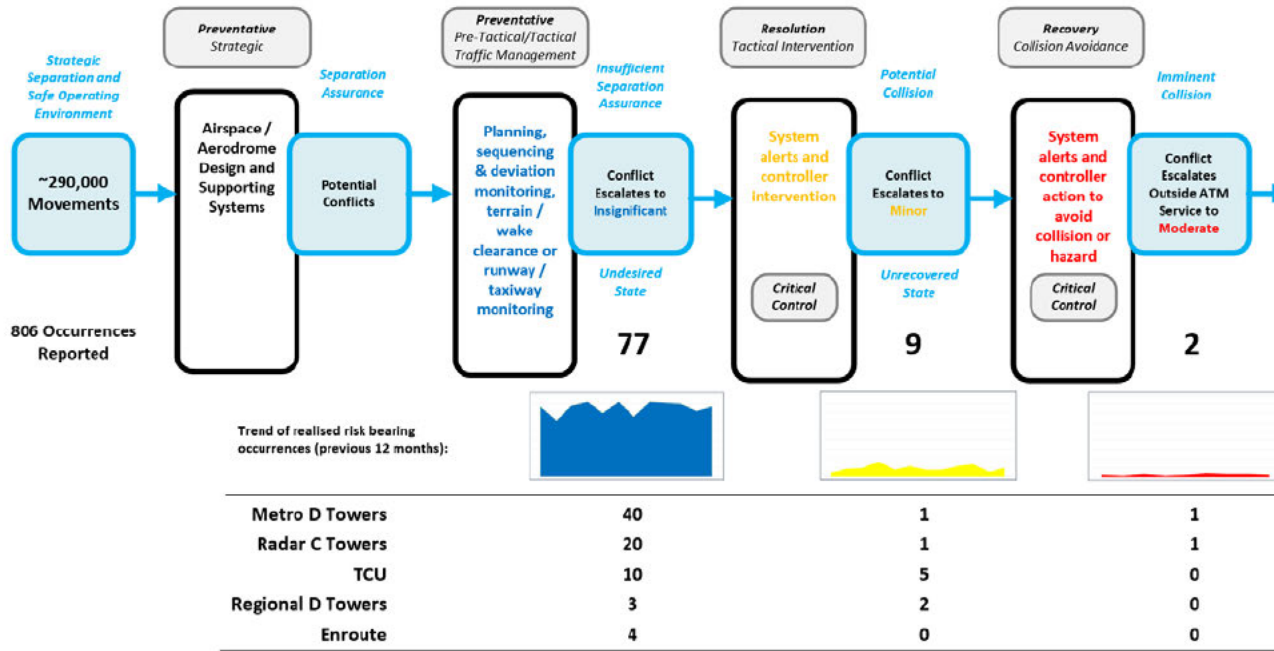 Preventative
Strategic
Preventative
Pre-Tactical/Tactical
Traffic Management
Resolution
Tactical Intervention
Recovery
Collision Avoidance
Strategic
Separation and
Safe Operating
Environment
Separation
Assurance
Insufficient
Separation
Assurance
Potential
Collision
Imminent
Collision
~290,000
Movements
Airspace /
Aerodrome
Design and
Supporting
Systems
Potential
Conflicts
Planning,
sequencing
& deviation
monitoring,
terrain /
wake
clearance or
runway /
taxiway
monitoring
Conflict
Escalates to
Insignificant
System
alerts and
controller
intervention
Critical
Control
Conflict
Escalates to
Minor
System
alerts and
controller
action to
avoid
collision or
hazard
Critical
Control
Conflict
Escalates
Outside ATM
Service to
Moderate
Undesired
State
Unrecovered
State
806 Occurrences
Reported
77
9
2
Trend of realised risk bearing
occurrences (previous 12 months):
Metro D Towers 40 1 1
Radar C Towers 20 1 1
TCU 10 5 0
Regional D Towers 3 2 0
Enroute 4 0 0